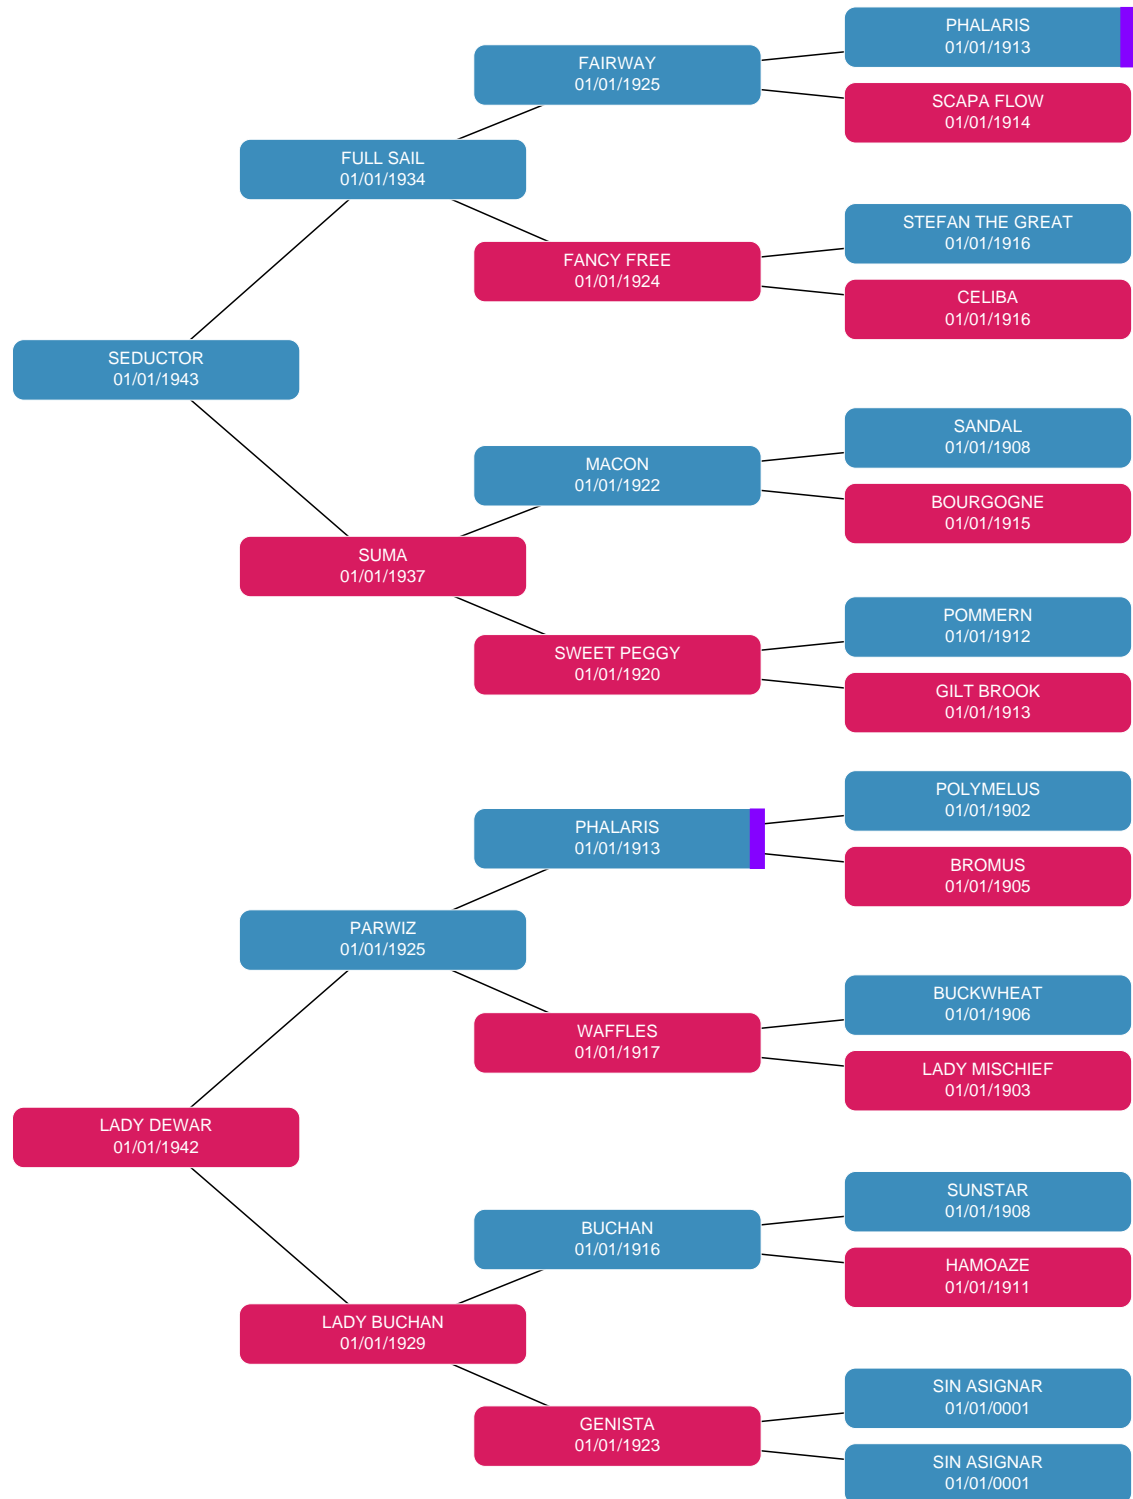 PHALARIS
01/01/1913
FAIRWAY
01/01/1925
SCAPA FLOW
01/01/1914
FULL SAIL
01/01/1934
STEFAN THE GREAT
01/01/1916
FANCY FREE
01/01/1924
CELIBA
01/01/1916
SEDUCTOR
01/01/1943
SANDAL
01/01/1908
MACON
01/01/1922
BOURGOGNE
01/01/1915
SUMA
01/01/1937
POMMERN
01/01/1912
SWEET PEGGY
01/01/1920
GILT BROOK
01/01/1913
POLYMELUS
01/01/1902
PHALARIS
01/01/1913
BROMUS
01/01/1905
PARWIZ
01/01/1925
BUCKWHEAT
01/01/1906
WAFFLES
01/01/1917
LADY MISCHIEF
01/01/1903
LADY DEWAR
01/01/1942
SUNSTAR
01/01/1908
BUCHAN
01/01/1916
HAMOAZE
01/01/1911
LADY BUCHAN
01/01/1929
SIN ASIGNAR
01/01/0001
GENISTA
01/01/1923
SIN ASIGNAR
01/01/0001